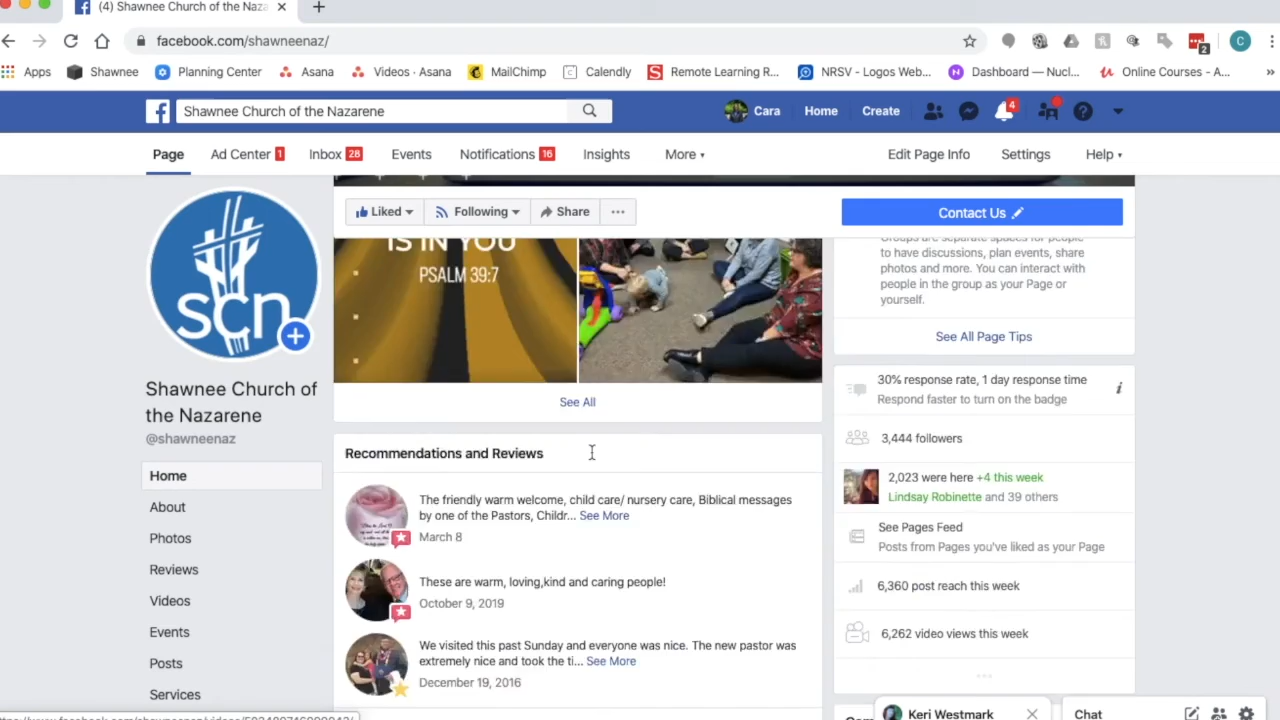 (4) Shawnee Church of the Naza
facebook.com/shawneenaz/
2
C
Apps
Shawnee
Planning Center
Asana
Videos · Asana
MailChimp
Calendly
Remote Learning R...
NRSV - Logos Web...
Dashboard — Nucl...
Online Courses - A...
»
Shawnee Church of the Nazarene
Cara
Home
Create
4
Page
Ad Center 1
Inbox 28
Events
Notifications 16
Insights
More
Edit Page Info
Settings
Help
Liked
Following
Share
...
Contact Us
scn
Shawnee Church of
the Nazarene
@shawneenaz
Home
About
Photos
Reviews
Videos
Events
Posts
Services
IS IN YOU
PSALM 39:7
See All
Recommendations and Reviews
The friendly warm welcome, child care/ nursery care, Biblical messages
by one of the Pastors, Childr... See More
March 8
These are warm, loving,kind and caring people!
October 9, 2019
We visited this past Sunday and everyone was nice. The new pastor was
extremely nice and took the ti... See More
December 19, 2016
Groups are separate spaces for people
to have discussions, plan events, share
photos and more. You can interact with
people in the group as your Page or
yourself.
See All Page Tips
30% response rate, 1 day response time
Respond faster to turn on the badge
3,444 followers
2,023 were here +4 this week
Lindsay Robinette and 39 others
See Pages Feed
Posts from Pages you've liked as your Page
6,360 post reach this week
6,262 video views this week
...
Keri Westmark
Chat